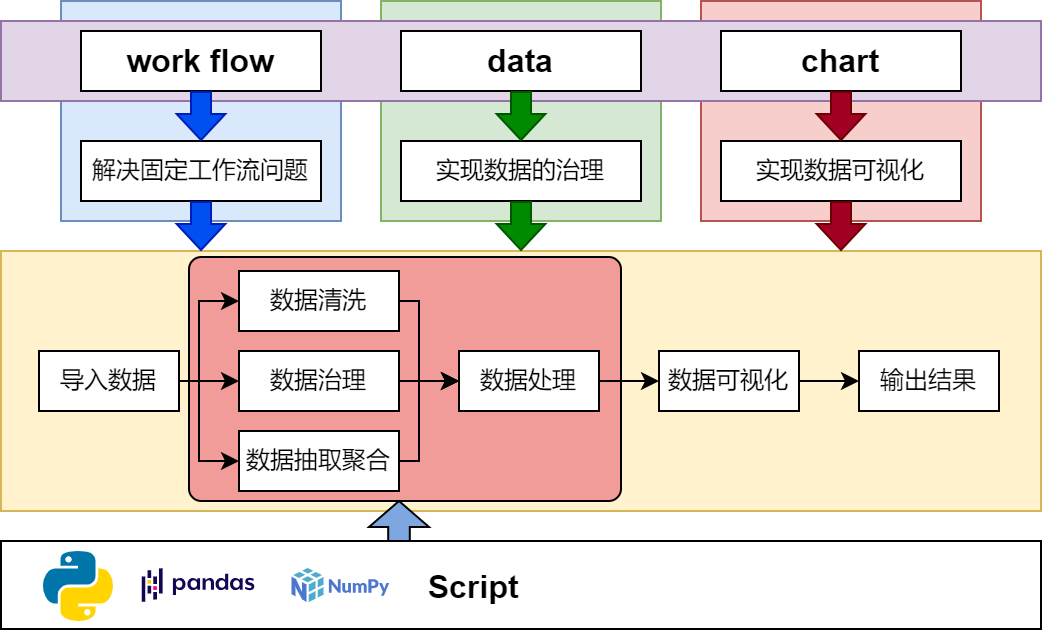 work flow
data
chart
解决固定工作流问题
实现数据的治理
实现数据可视化
数据清洗
导入数据
数据治理
数据处理
数据可视化
输出结果
数据抽取聚合
pandas
NumPy
Script